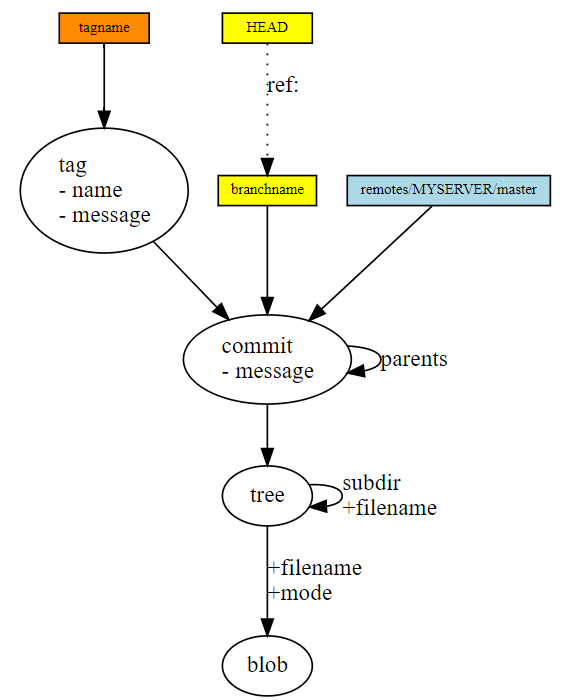 tagname
HEAD
ref:
tag
- name
- message
branchname
remotes/MYSERVER/master
commit
- message
parents
tree
subdir
+filename
+filename
+mode
blob